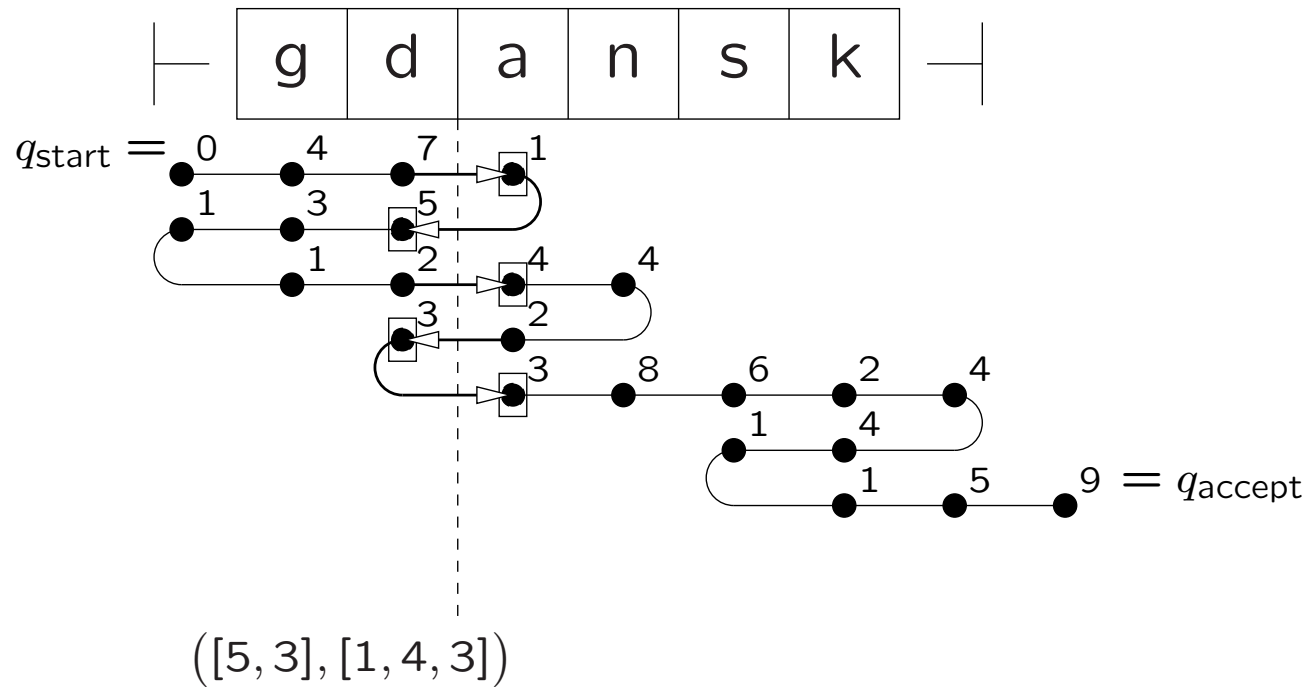 ⊢ g d a n s k ⊣
q_start = 0 4 7 1
1 3 5
1 2 4 4
3 2
3 8 6 2 4
1 4
1 5 9 = q_accept
([5, 3], [1, 4, 3])